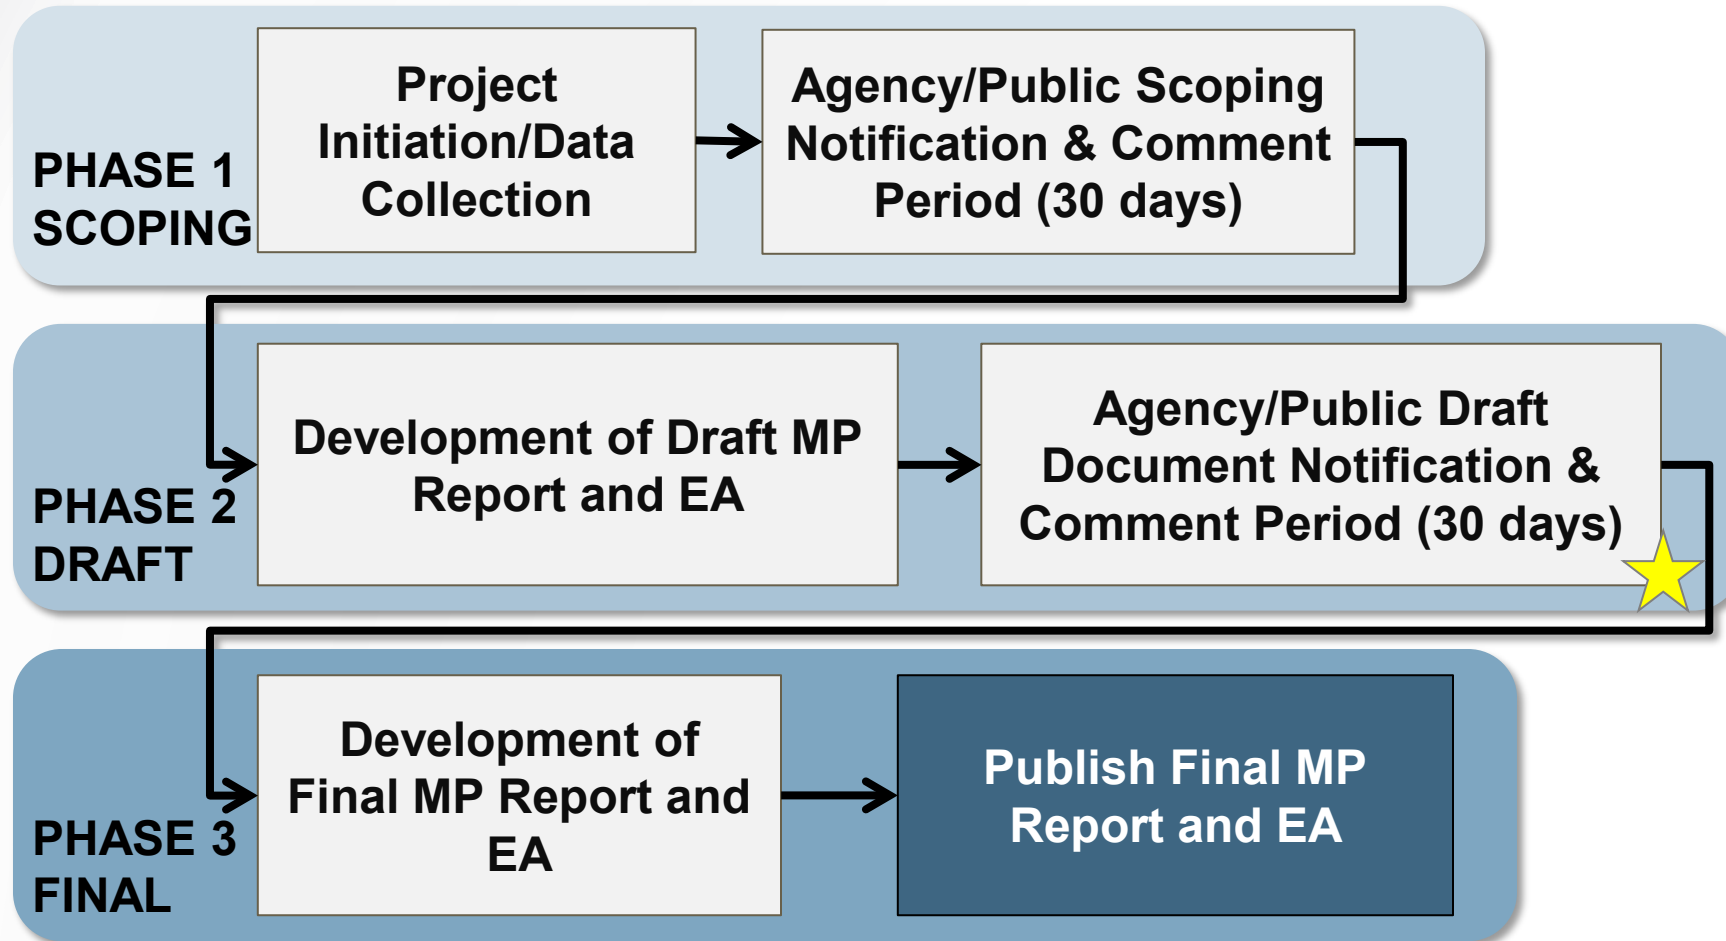 PHASE 1
SCOPING
Project
Initiation/Data
Collection
Agency/Public Scoping
Notification & Comment
Period (30 days)
PHASE 2
DRAFT
Development of Draft MP
Report and EA
Agency/Public Draft
Document Notification &
Comment Period (30 days)
PHASE 3
FINAL
Development of
Final MP Report and
EA
Publish Final MP
Report and EA